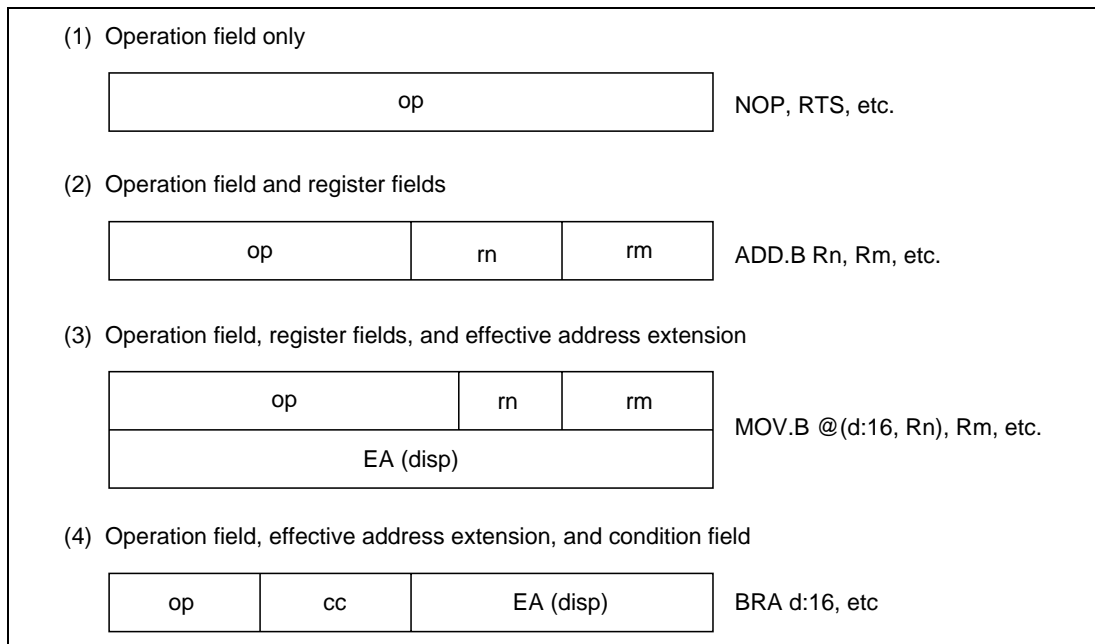 (1) Operation field only
op
NOP, RTS, etc.
(2) Operation field and register fields
op rn rm
ADD.B Rn, Rm, etc.
(3) Operation field, register fields, and effective address extension
op rn rm
EA (disp)
MOV.B @(d:16, Rn), Rm, etc.
(4) Operation field, effective address extension, and condition field
op cc EA (disp)
BRA d:16, etc